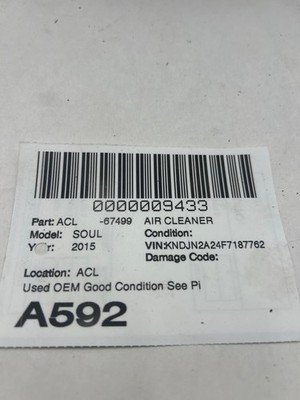 0000009433
Part: ACL -67499 AIR CLEANER
Model: SOUL Condition:
2015 VIN:KNDJN2A24F7187762
Damage Code:
Location: ACL
Used OEM Good Condition See Pi
A592